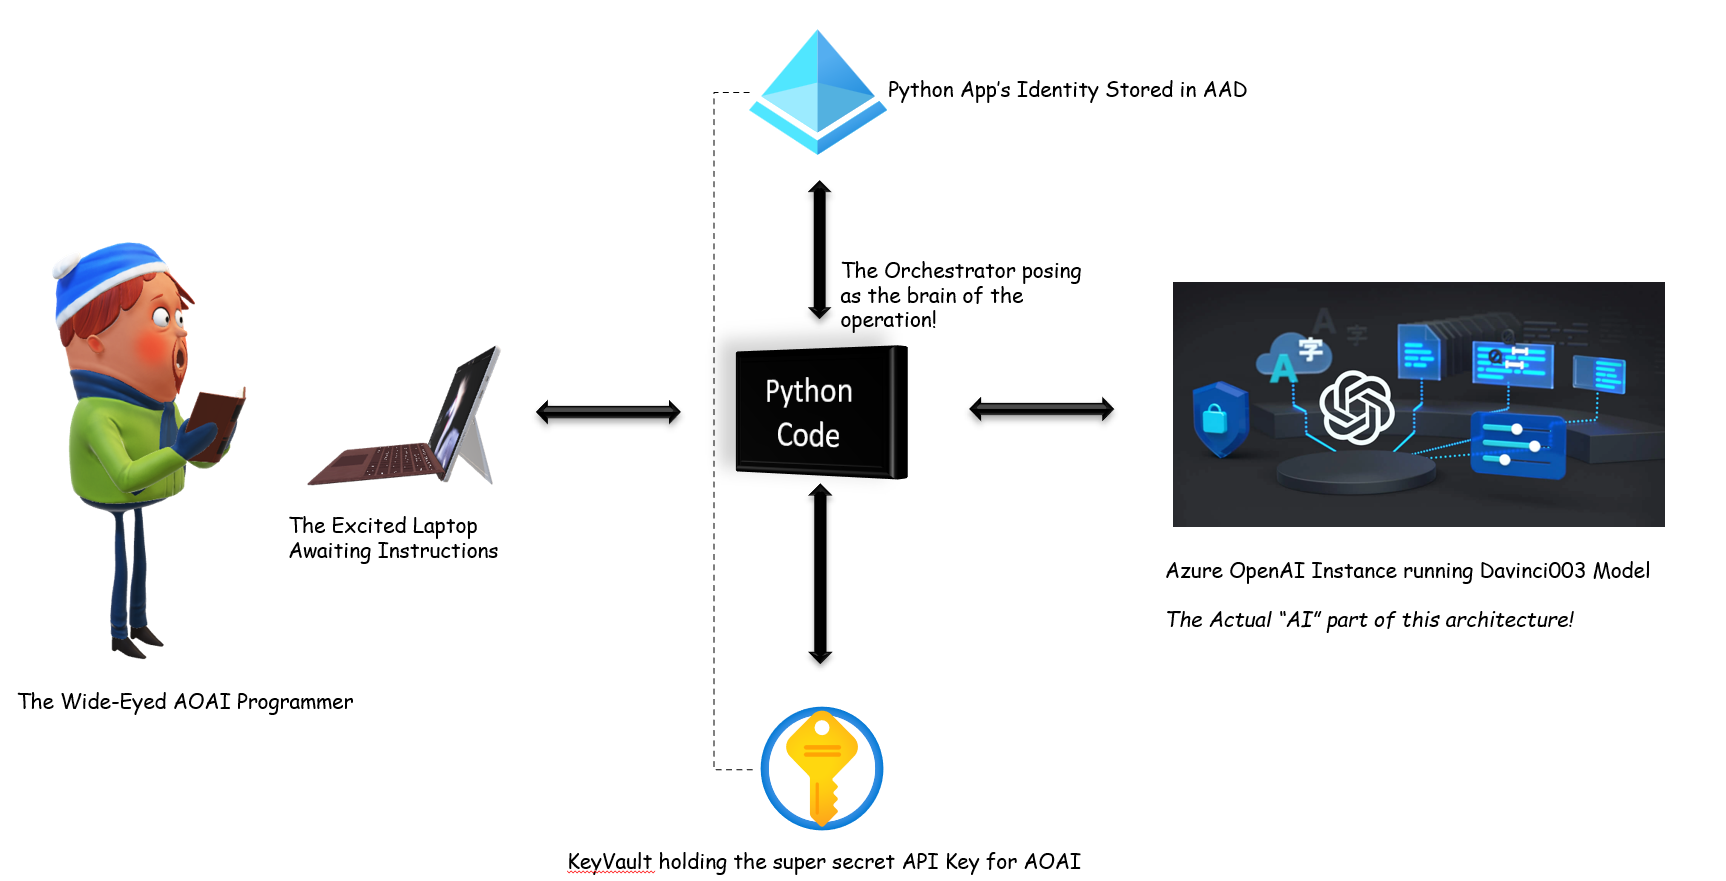 Python App's Identity Stored in AAD
The Orchestrator posing
as the brain of the
operation!
Python
Code
A
字
A
字
The Excited Laptop
Awaiting Instructions
Azure OpenAI Instance running Davinci003 Model
The Actual “AI” part of this architecture!
The Wide-Eyed AOAI Programmer
KeyVault holding the super secret API Key for AOAI